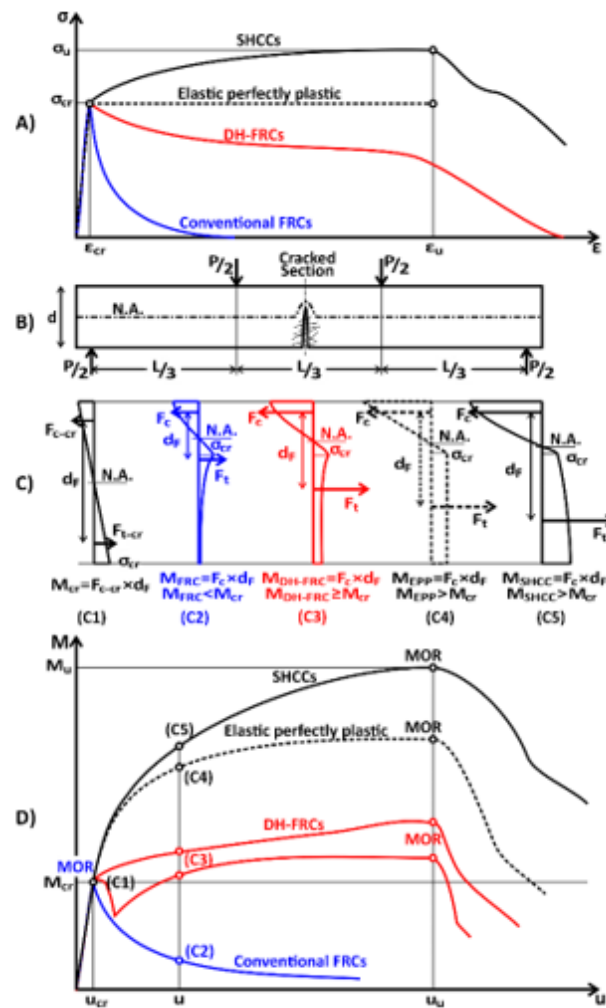 σ
σu
SHCCs
σcr
Elastic perfectly plastic
A)
DH-FRCs
Conventional FRCs
εcr
εu
ε
P/2
Cracked
Section
P/2
B)
d
N.A.
P/2
L/3
L/3
L/3
P/2
C)
Fc-cr
dF
N.A.
Ft-cr
σcr
Fc
dF
N.A.
σcr
Ft
Fc
dF
N.A.
σcr
Ft
Fc
dF
N.A.
σcr
Ft
Fc
dF
N.A.
σcr
Ft
Mcr=Fc-cr×dF
MFRC=Fc×dF
MFRC<Mcr
MDH-FRC=Fc×dF
MDH-FRC≥Mcr
MEPP=Fc×dF
MEPP>Mcr
MSHCC=Fc×dF
MSHCC>Mcr
(C1)
(C2)
(C3)
(C4)
(C5)
M
Mu
MOR
SHCCs
(C5)
Elastic perfectly plastic
MOR
(C4)
D)
DH-FRCs
MOR
MOR
(C3)
Mcr
(C1)
(C2)
Conventional FRCs
ucr
u
uu
u